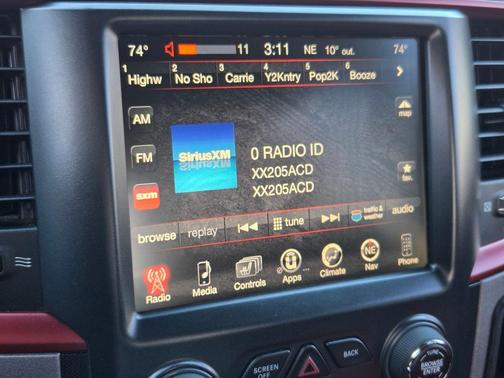 74° 11 3:11 NE 10° out. 74°
1 Highw 2 No Sho 3 Carrie 4 Y2Kntry 5 Pop2K 6 Booze
AM
map
SiriusXM
0 RADIO ID
FM
XX205ACD
fav.
sxm
XX205ACD
browse replay tune traffic & weather audio
Radio Media Controls Apps ... Climate NE Nav Phone
SCREEN OFF
BACK
TUNE
BROWSE
ENTER